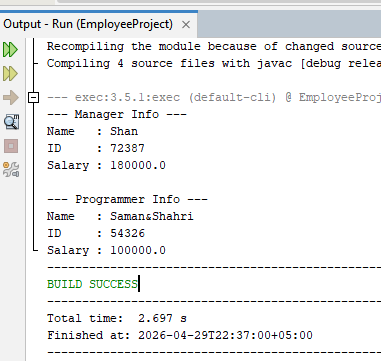 Output - Run (EmployeeProject) ×
Recompiling the module because of changed source
Compiling 4 source files with javac [debug relea
--- exec:3.5.1:exec (default-cli) @ EmployeeProj
--- Manager Info ---
Name   : Shan
ID     : 72387
Salary : 180000.0
--- Programmer Info ---
Name   : Saman&Shahri
ID     : 54326
Salary : 100000.0
------------------------------------------------
BUILD SUCCESS
------------------------------------------------
Total time:  2.697 s
Finished at: 2026-04-29T22:37:00+05:00
------------------------------------------------